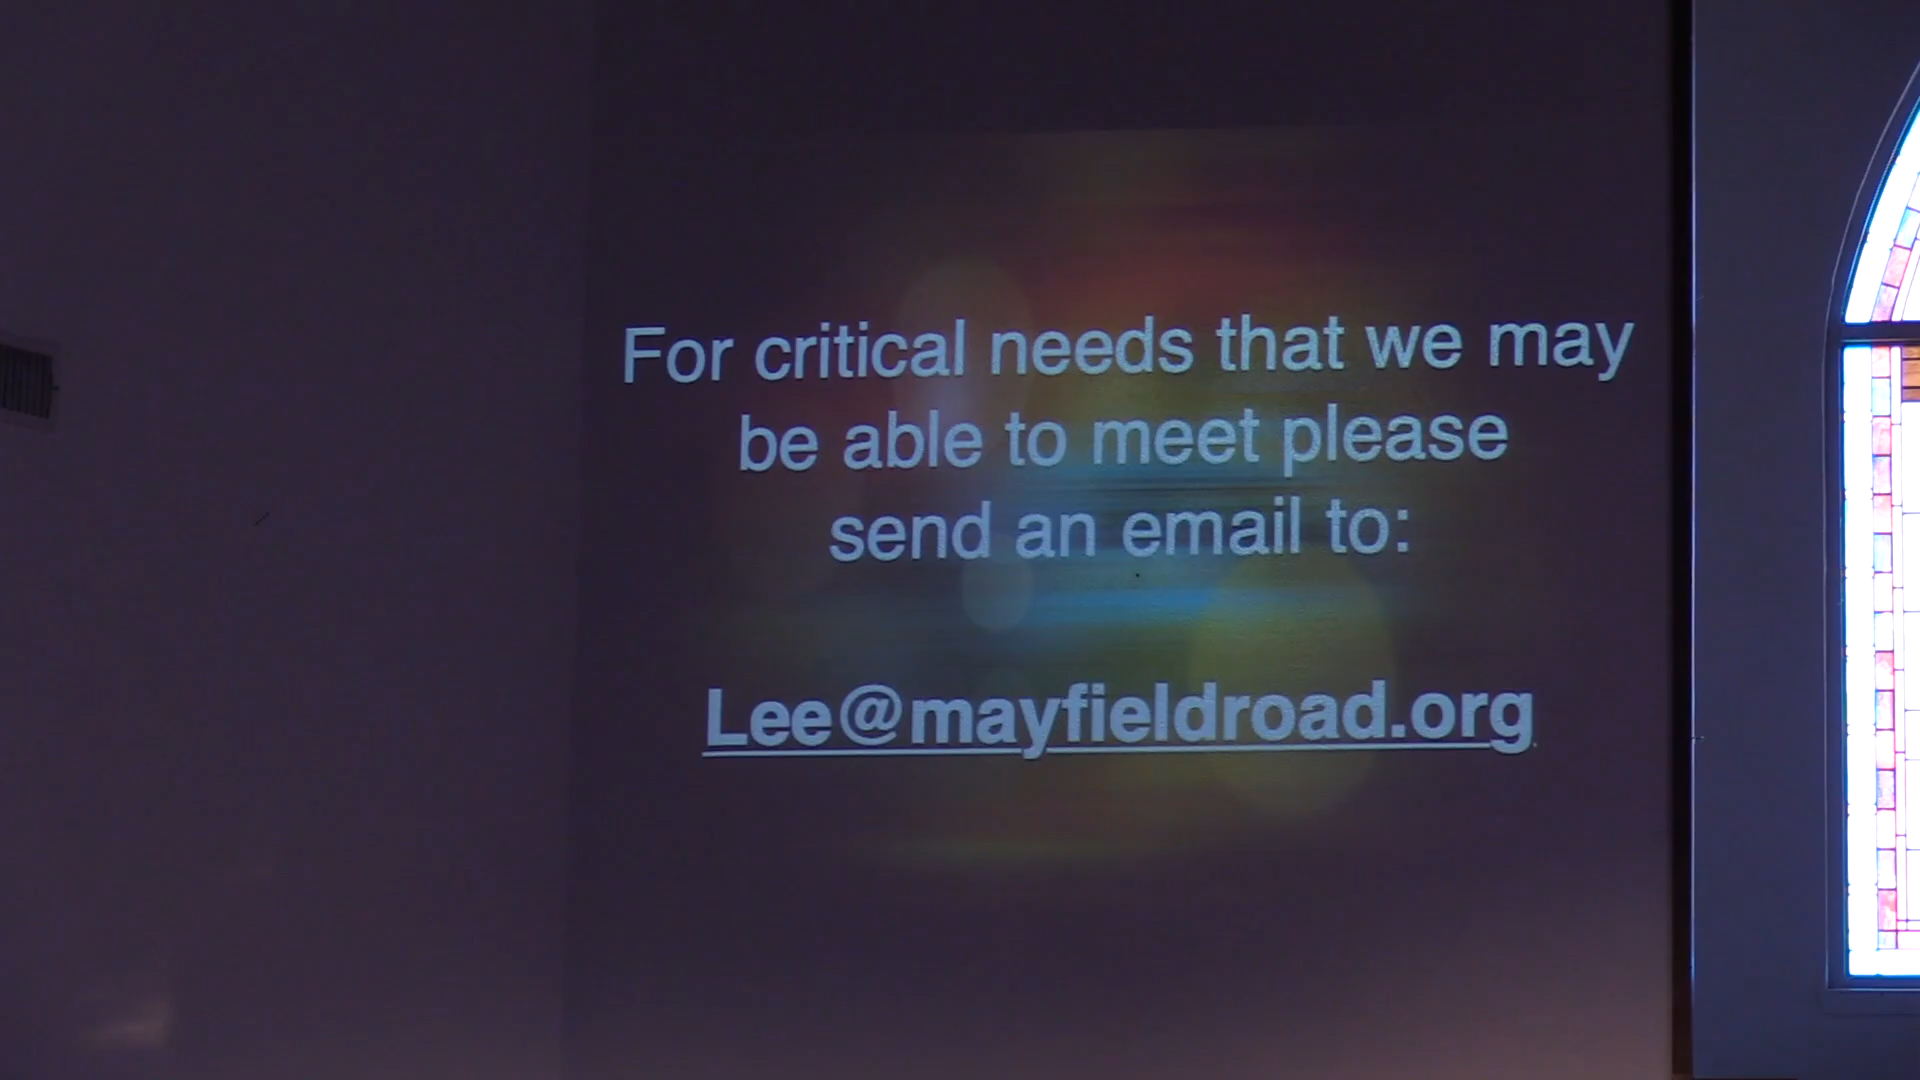 For critical needs that we may
be able to meet please
send an email to:
Lee@mayfieldroad.org